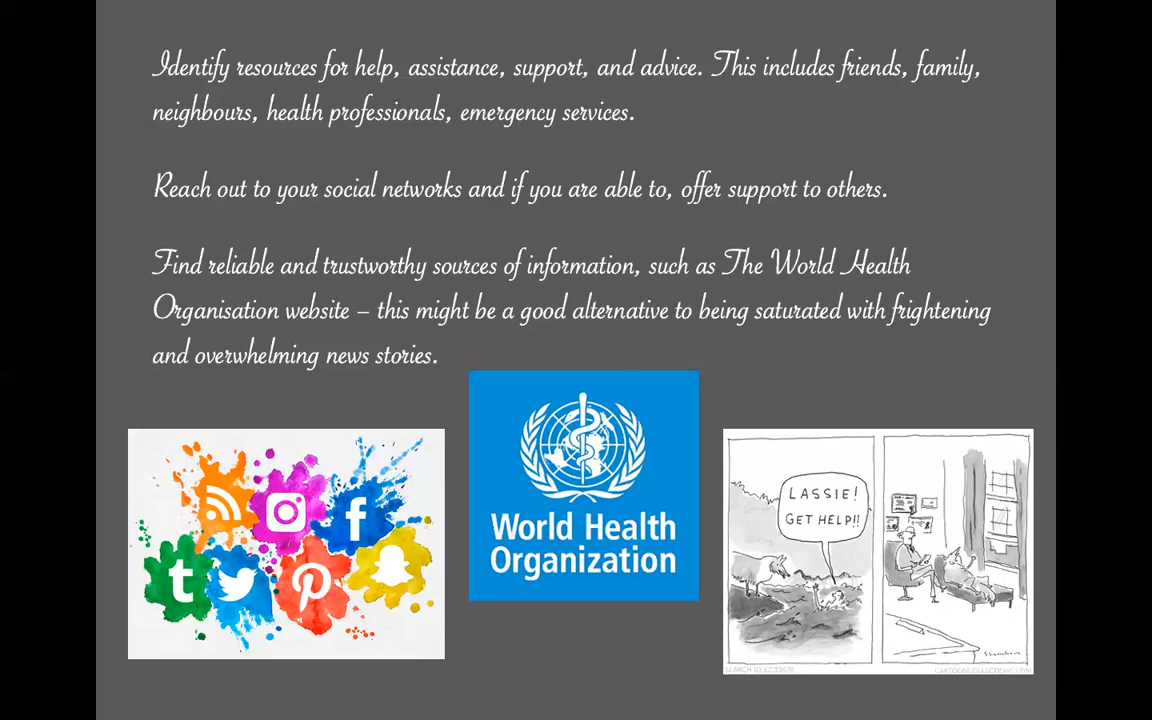 Identify resources for help, assistance, support, and advice. This includes friends, family,
neighbours, health professionals, emergency services.
Reach out to your social networks and if you are able to, offer support to others.
Find reliable and trustworthy sources of information, such as The World Health
Organisation website – this might be a good alternative to being saturated with frightening
and overwhelming news stories.
World Health
Organization
LASSIE!
GET HELP!!
CARTOONCOLLECTIONS.COM